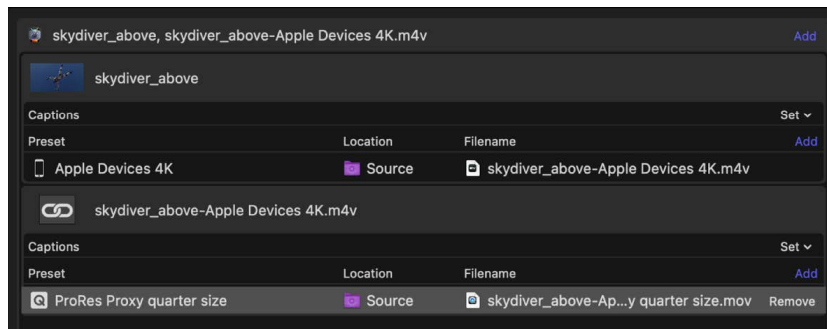 skydiver_above, skydiver_above-Apple Devices 4K.m4v Add
skydiver_above
Captions Set
Preset Location Filename Add
Apple Devices 4K Source skydiver_above-Apple Devices 4K.m4v
skydiver_above-Apple Devices 4K.m4v
Captions Set
Preset Location Filename Add
ProRes Proxy quarter size Source skydiver_above-Ap...y quarter size.mov Remove